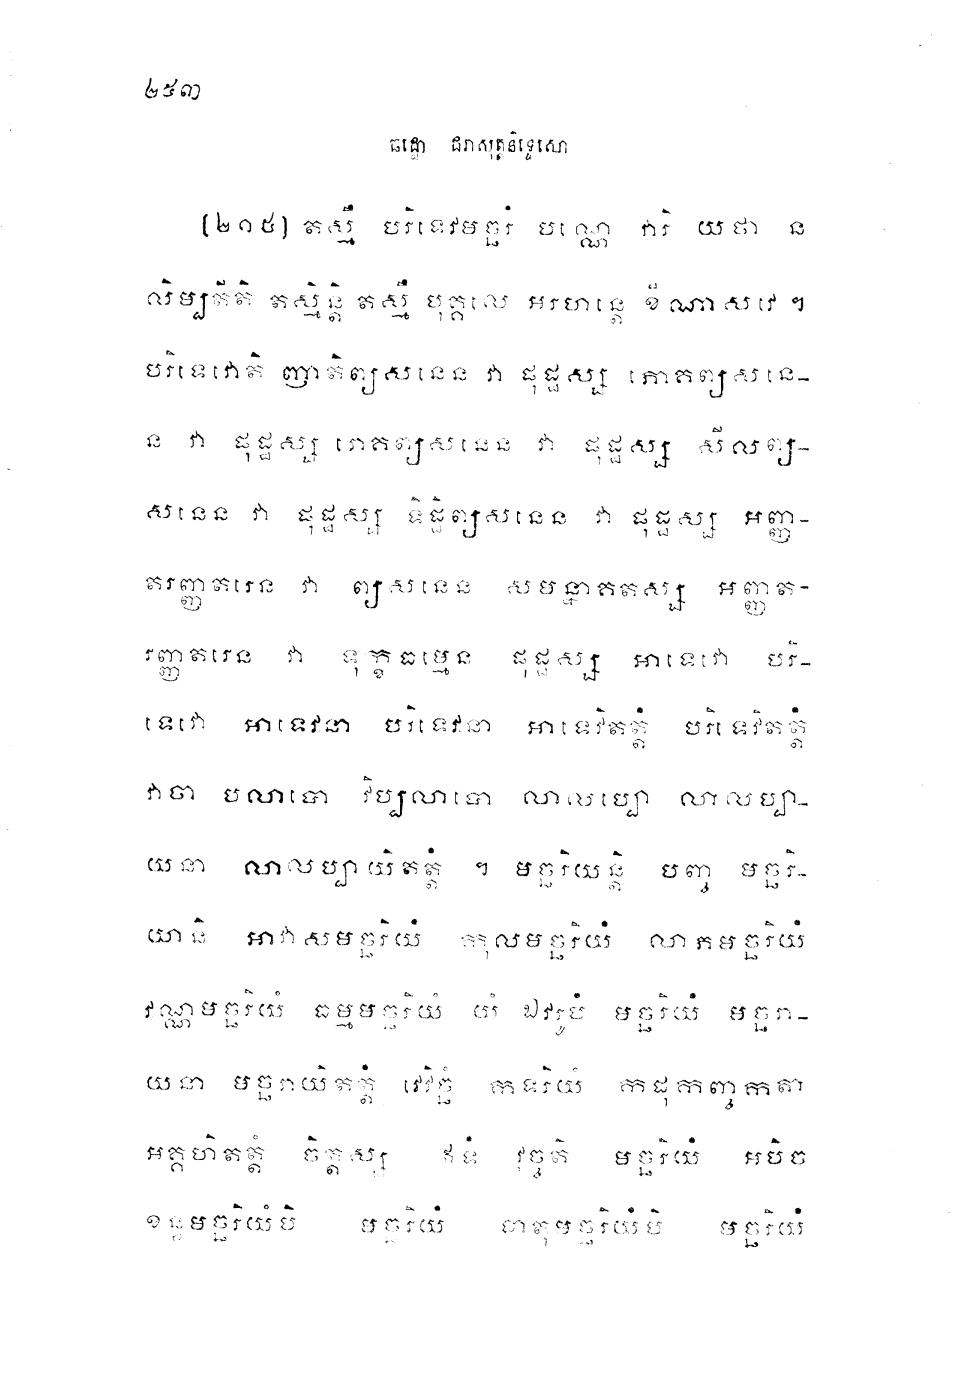 ២៥៣
ឆដ្ឋោ ជរាសុត្តនិទ្ទេសោ
(២១៥) តស្មឹ បរិទេវមច្ឆរំ បណ្ណេ វារិ យថា ន
លិម្បតីតិ តស្មិន្តិ តស្មឹ បុគ្គលេ អរហន្តេ ខីណាសវេ ។
បរិទេវោតិ ញាតិព្យសនេន វា ផុដ្ឋស្ស ភោគព្យសនេ-
ន វា ផុដ្ឋស្ស រោគព្យសនេន វា ផុដ្ឋស្ស សីលព្យ-
សនេន វា ផុដ្ឋស្ស ទិដ្ឋិព្យសនេន វា ផុដ្ឋស្ស អញ្ញ-
តរញ្ញតរេន វា ព្យសនេន សមន្នាគតស្ស អញ្ញត-
រញ្ញតរេន វា ទុក្ខធម្មេន ផុដ្ឋស្ស អាទេវោ បរិ-
ទេវោ អាទេវនា បរិទេវនា អាទេវិតត្តំ បរិទេវិតត្តំ
វាចា បលាបោ វិប្បលាបោ លាលប្បោ លាលប្បា-
យនា លាលប្បាយិតត្តំ ។ មច្ឆរិយន្តិ បញ្ច មច្ឆរិ-
យានិ អាវាសមច្ឆរិយំ កុលមច្ឆរិយំ លាភមច្ឆរិយំ
វណ្ណមច្ឆរិយំ ធម្មមច្ឆរិយំ យំ ឯវរូបំ មច្ឆរិយំ មច្ឆរា-
យនា មច្ឆរាយិតត្តំ វេវិច្ឆំ កទរិយំ កដុកញ្ចុកតា
អគ្គហិតត្តំ ចិត្តស្ស ឥទំ វុច្ចតិ មច្ឆរិយំ អបិច
ខន្ធមច្ឆរិយំបិ មច្ឆរិយំ ធាតុមច្ឆរិយំបិ មច្ឆរិយំ